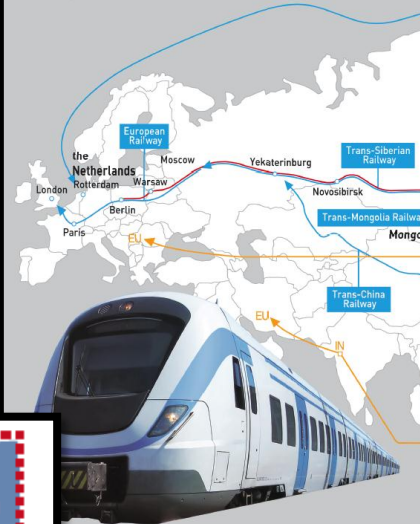 European
Railway
Trans-Siberian
Railway
the
Netherlands
Moscow
Yekaterinburg
London
Rotterdam
Warsaw
Novosibirsk
Berlin
Paris
Trans-Mongolia Railwa
EU
Mongo
Trans-China
Railway
EU
IN